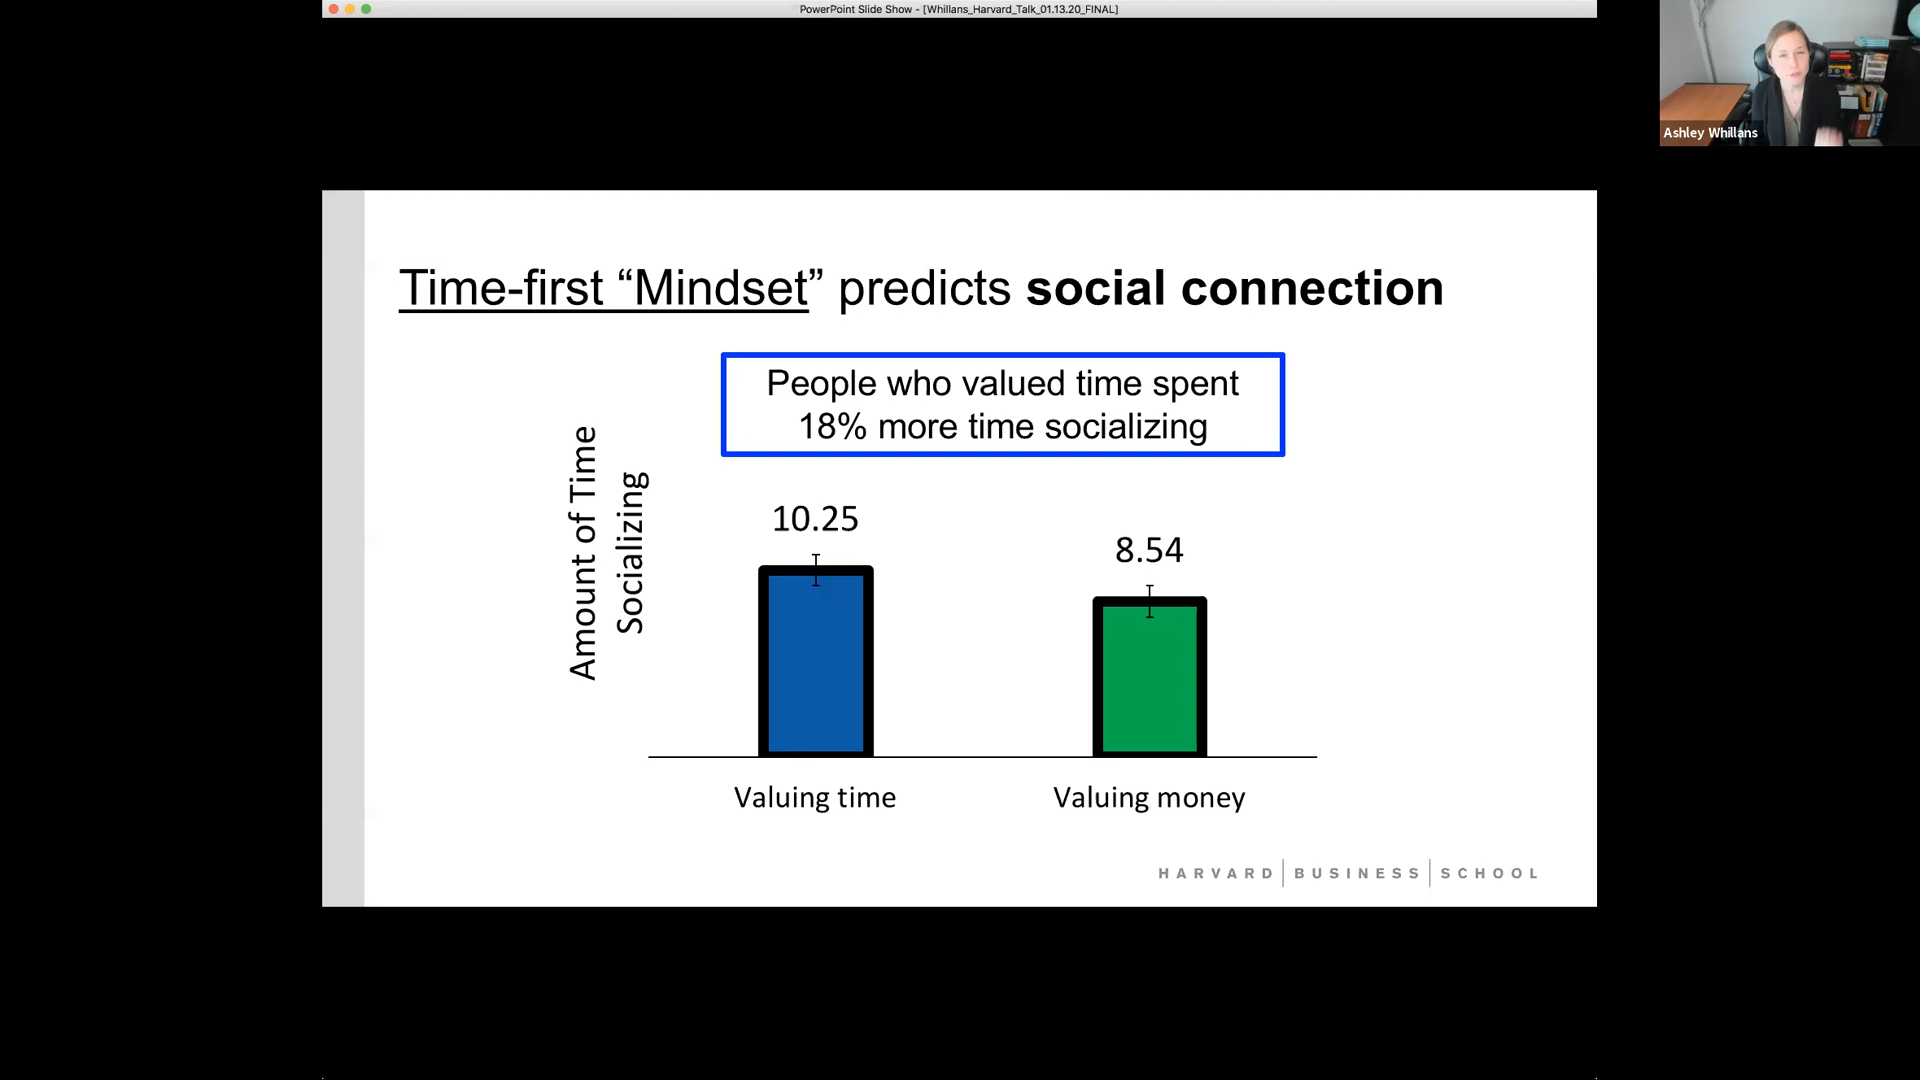 PowerPoint Slide Show - [Whillans_Harvard_Talk_01.13.20_FINAL]
Ashley Whillans
Time-first “Mindset” predicts social connection
People who valued time spent
18% more time socializing
Amount of Time
Socializing
10.25
8.54
Valuing time
Valuing money
HARVARD | BUSINESS | SCHOOL